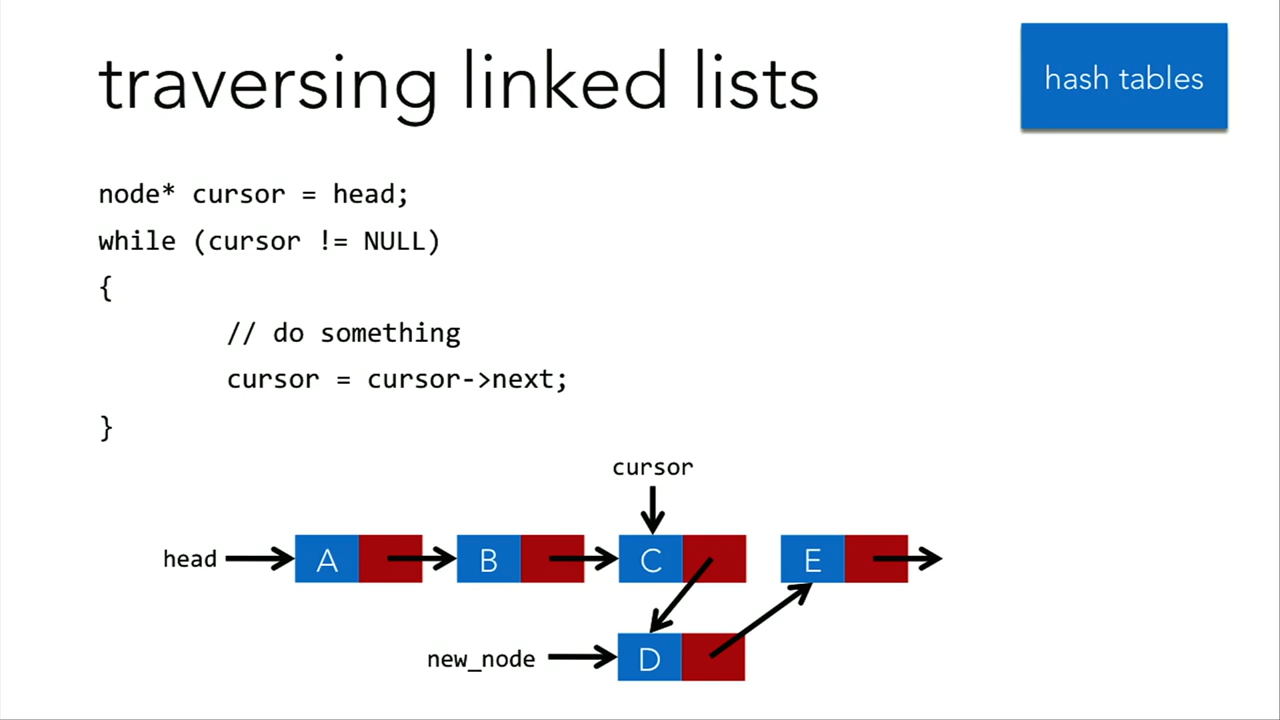 traversing linked lists
hash tables
node* cursor = head;
while (cursor != NULL)
{
// do something
cursor = cursor->next;
}
cursor
head A B C E
new_node D